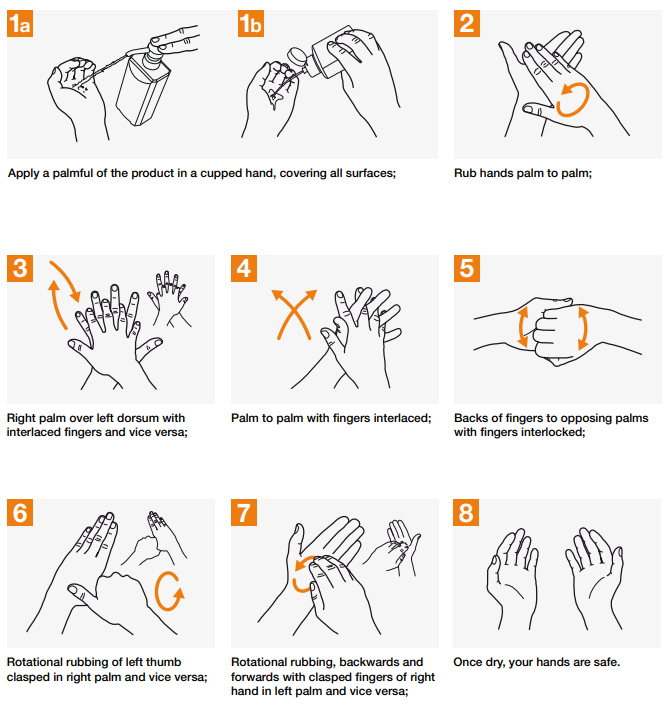 1a
1b
Apply a palmful of the product in a cupped hand, covering all surfaces;
2
Rub hands palm to palm;
3
Right palm over left dorsum with
interlaced fingers and vice versa;
4
Palm to palm with fingers interlaced;
5
Backs of fingers to opposing palms
with fingers interlocked;
6
Rotational rubbing of left thumb
clasped in right palm and vice versa;
7
Rotational rubbing, backwards and
forwards with clasped fingers of right
hand in left palm and vice versa;
8
Once dry, your hands are safe.